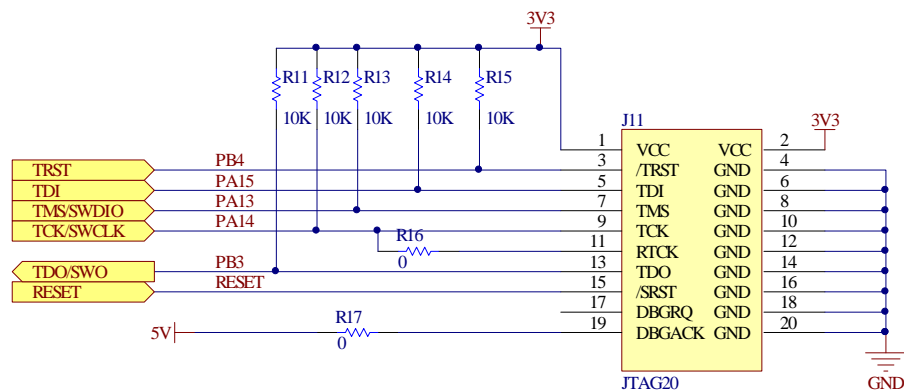 3V3
R11 R12 R13 R14 R15
10K 10K 10K 10K 10K
J11
3V3
1 VCC VCC 2
TRST PB4 3 /TRST GND 4
TDI PA15 5 TDI GND 6
TMS/SWDIO PA13 7 TMS GND 8
TCK/SWCLK PA14 9 TCK GND 10
R16
0
11 RTCK GND 12
TDO/SWO PB3 13 TDO GND 14
RESET RESET 15 /SRST GND 16
17 DBGRQ GND 18
R17
5V 0 19 DBGACK GND 20
JTAG20
GND